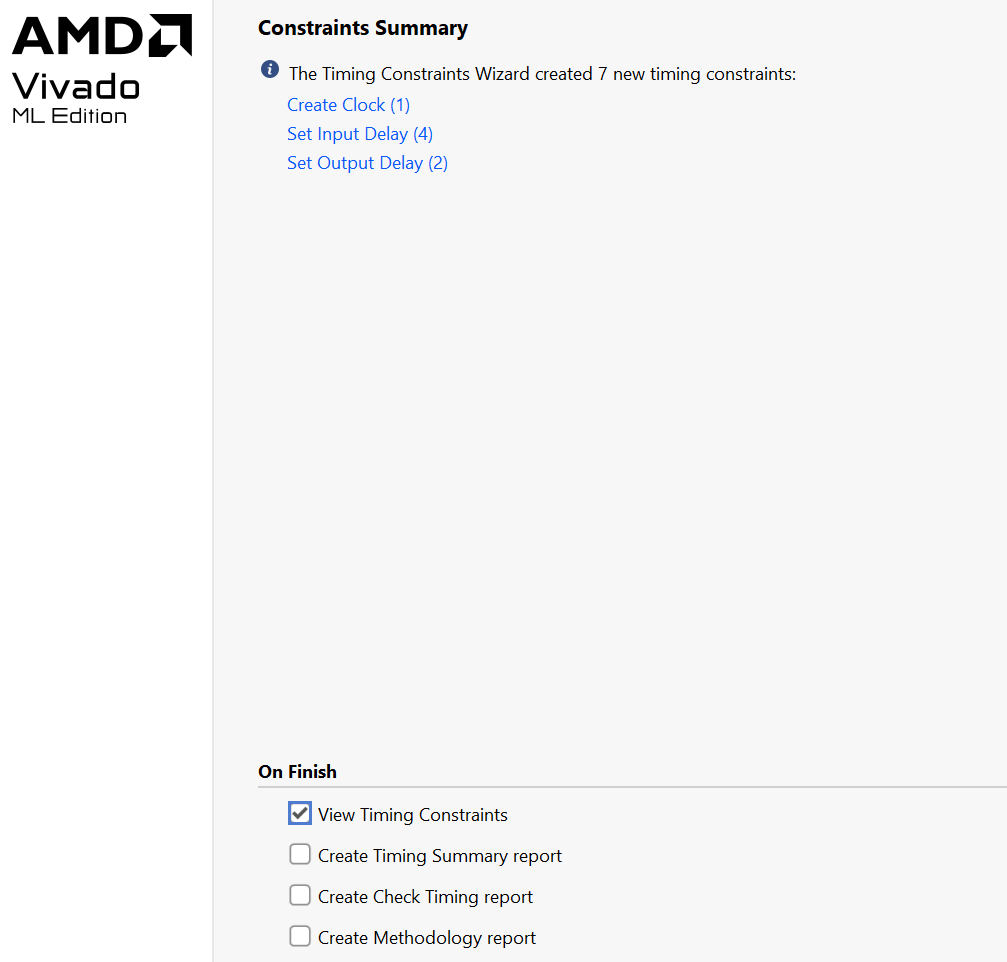 AMD
Vivado
ML Edition
Constraints Summary
The Timing Constraints Wizard created 7 new timing constraints:
Create Clock (1)
Set Input Delay (4)
Set Output Delay (2)
On Finish
View Timing Constraints
Create Timing Summary report
Create Check Timing report
Create Methodology report